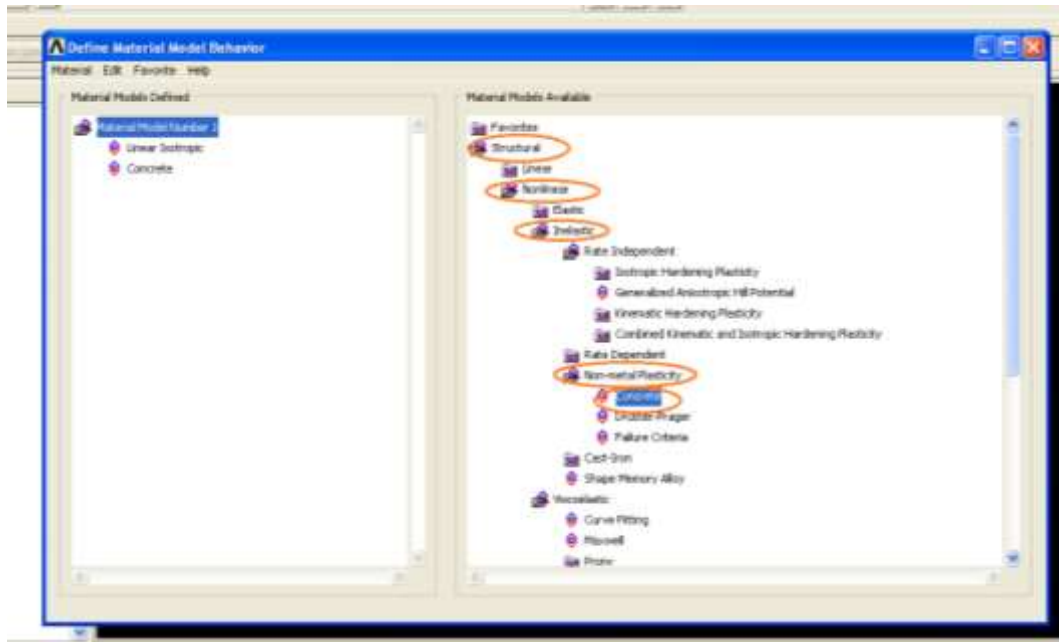 Define Material Model Behavior
Material Edit Favorite Help
Material Models Defined
Material Model Number 1
Linear Isotropic
Concrete
Material Models Available
Favorites
Structural
Linear
Nonlinear
Elastic
Inelastic
Rate Independent
Isotropic Hardening Plasticity
Generalized Anisotropic Hill Potential
Kinematic Hardening Plasticity
Combined Kinematic and Isotropic Hardening Plasticity
Rate Dependent
Non-metal Plasticity
Concrete
Drucker-Prager
Failure Criteria
Cast-Iron
Shape Memory Alloy
Viscoelastic
Curve Fitting
Maxwell
Prony